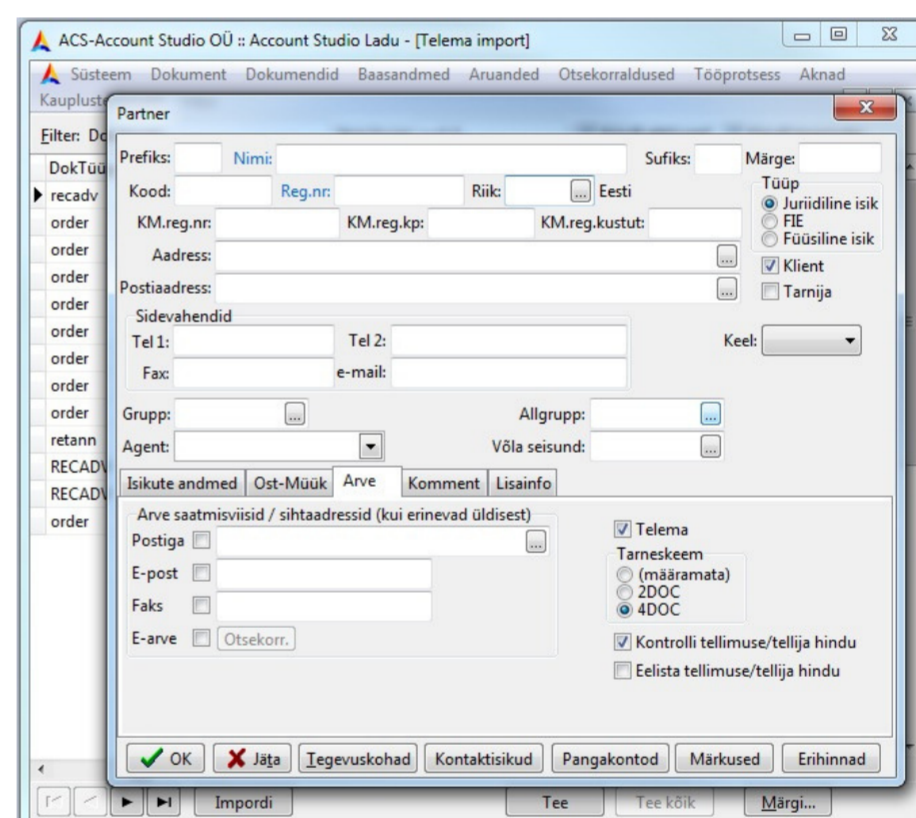 ACS-Account Studio OÜ :: Account Studio Ladu - [Telema import]
Süsteem Dokument Dokumendid Baasandmed Aruanded Otsekorraldused Tööprotsess Aknad
Filter:
Partner
Prefiks: Nimi: Sufiks: Märge:
Kood: Reg.nr: Riik: ... Eesti
KM.reg.nr: KM.reg.kp: KM.reg.kustut:
Tüüp
Juriidiline isik
FIE
Füüsiline isik
Aadress: ...
Klient
Postiaadress: ...
Tarnija
Sidevahendid
Tel 1: Tel 2:
Keel:
Fax: e-mail:
Grupp: ... Allgrupp: ...
Agent: Võla seisund: ...
Isikute andmed Ost-Müük Arve Komment Lisainfo
Arve saatmisviisid / sihtaadressid (kui erinevad üldisest)
Postiga ...
E-post
Faks
E-arve Otsekorr.
Telema
Tarneskeem
(määramata)
2DOC
4DOC
Kontrolli tellimuse/tellija hindu
Eelista tellimuse/tellija hindu
OK Jäta Tegevuskohad Kontaktisikud Pangakontod Märkused Erihinnad
recadv
order
order
order
order
order
order
order
order
retann
order
Impordi Tee Tee kõik Märgi...